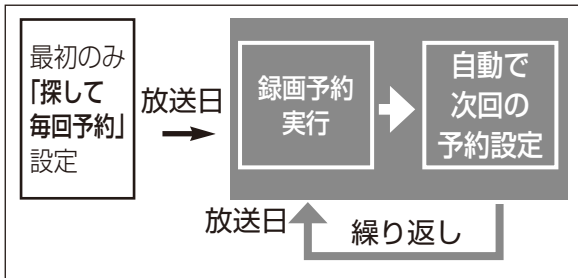 最初のみ
「探して
毎回予約」
設定
放送日
録画予約
実行
自動で
次回の
予約設定
放送日
繰り返し